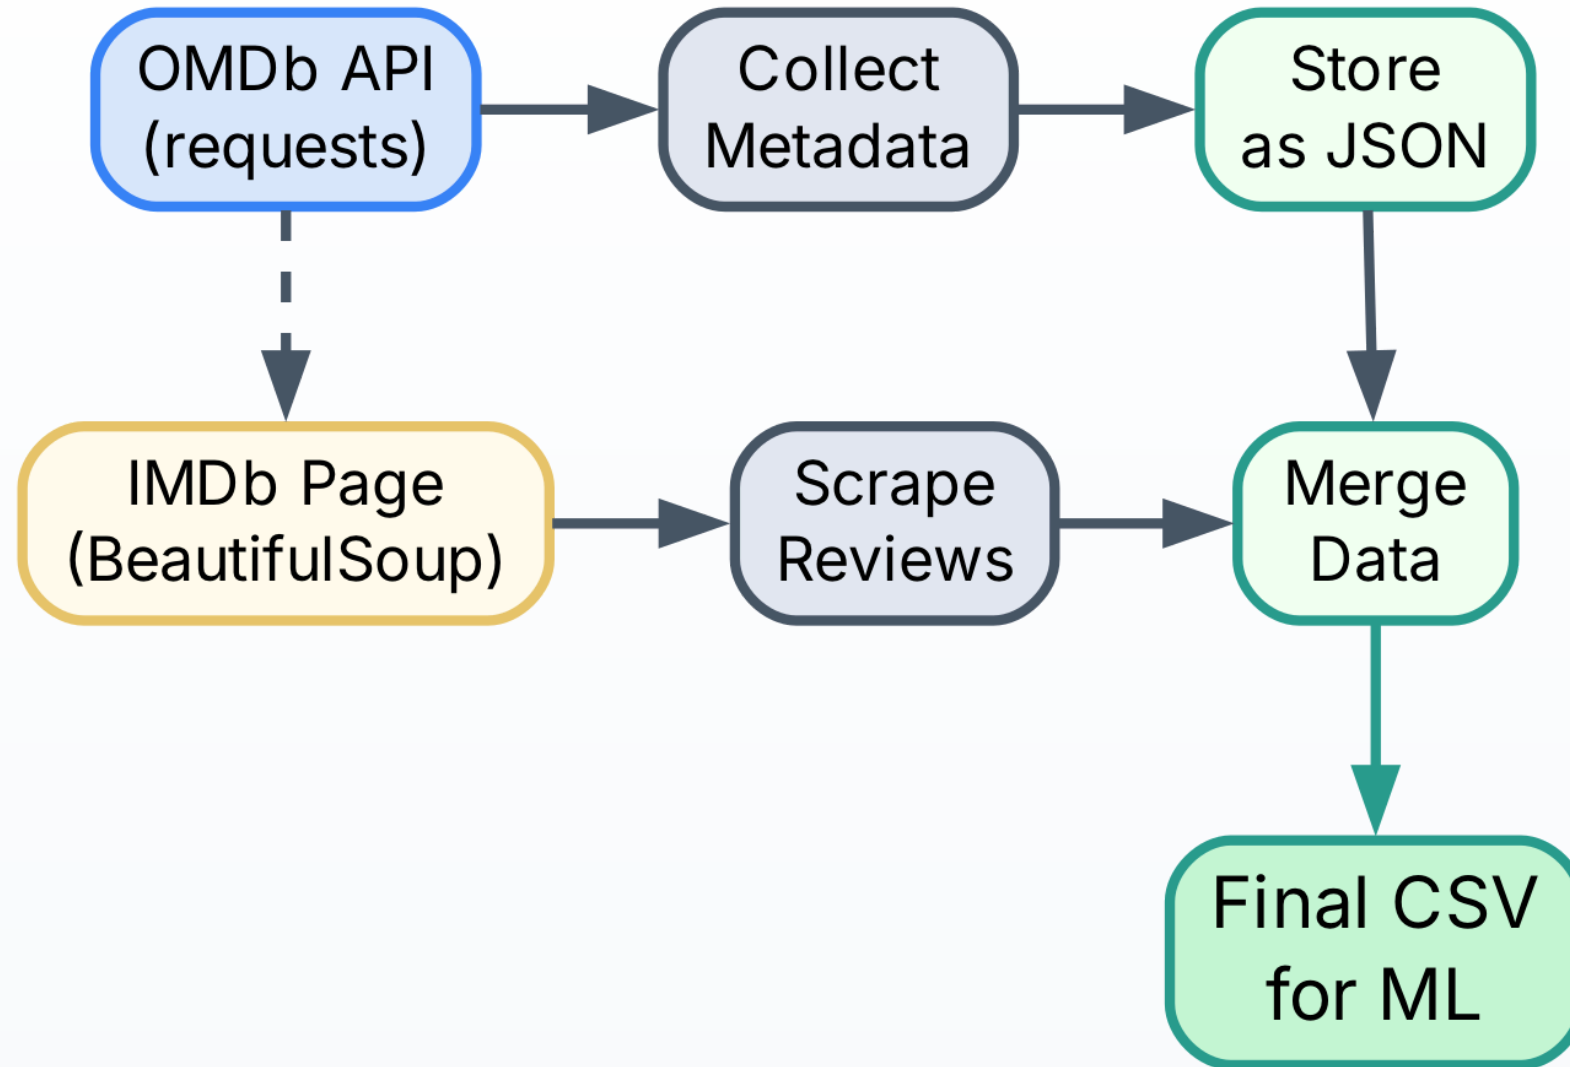 OMDb API
(requests)
Collect
Metadata
Store
as JSON
IMDb Page
(BeautifulSoup)
Scrape
Reviews
Merge
Data
Final CSV
for ML